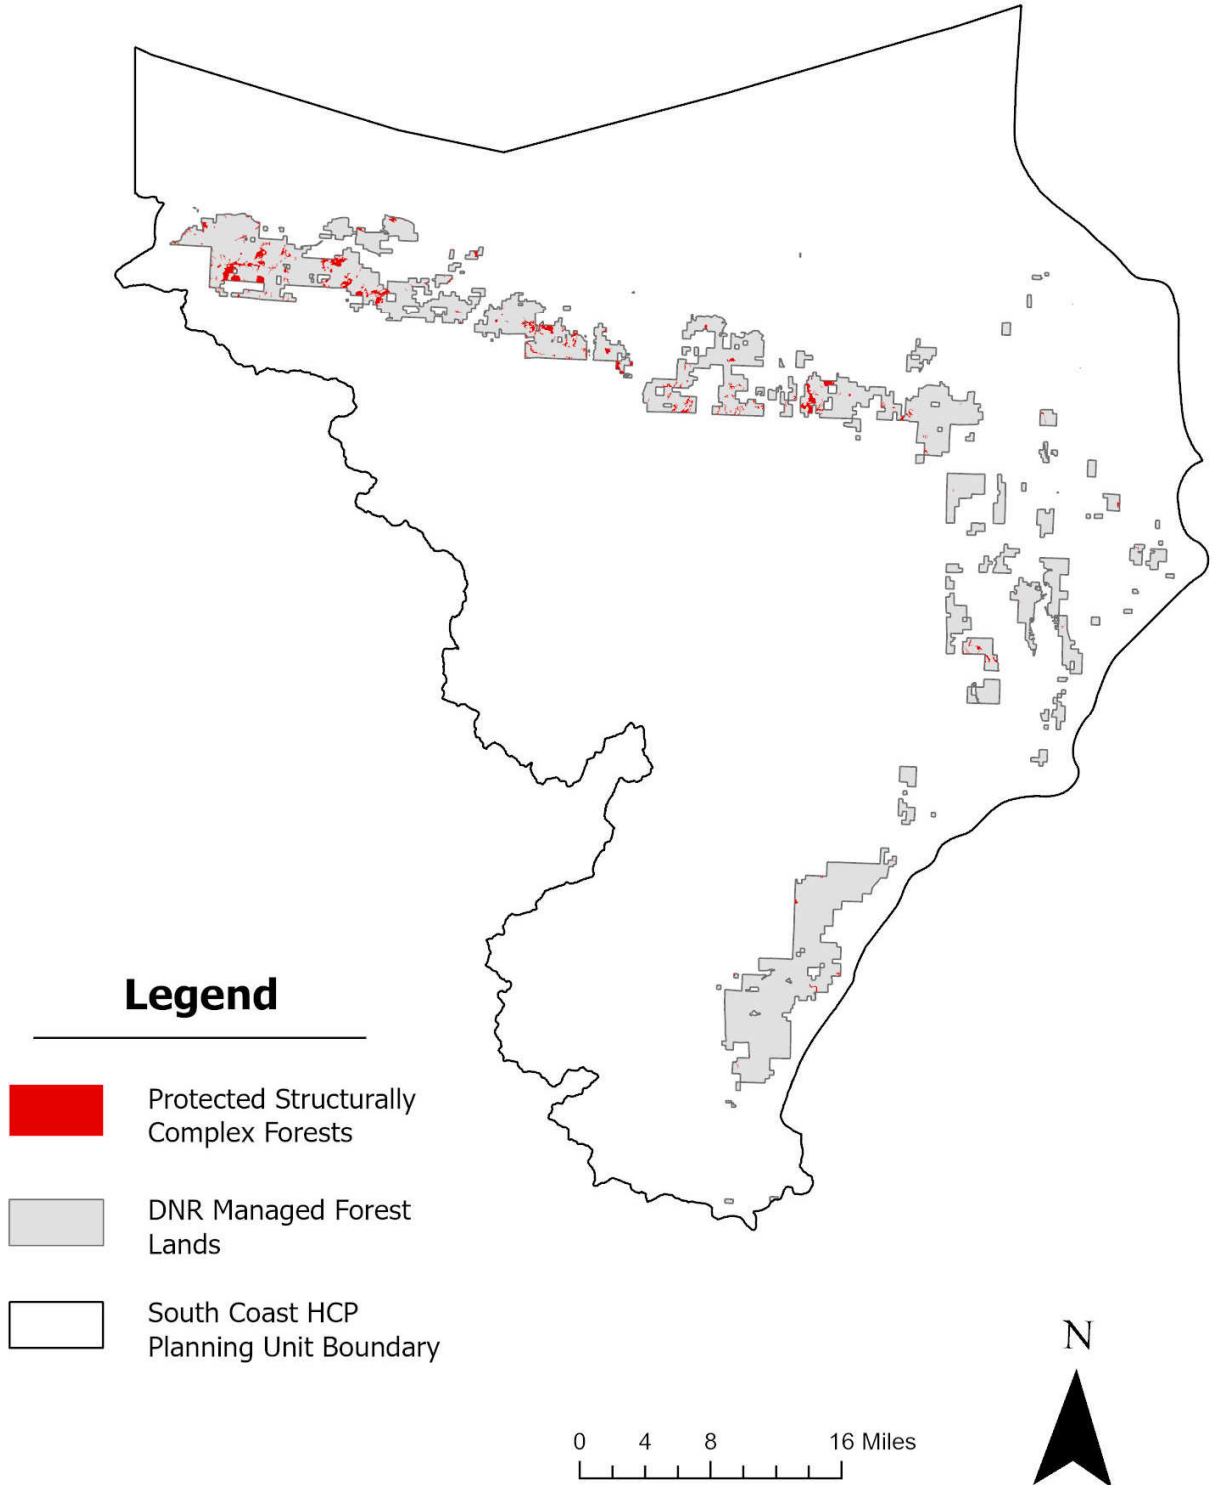 Legend
Protected Structurally
Complex Forests
DNR Managed Forest
Lands
South Coast HCP
Planning Unit Boundary
N
0 4 8 16 Miles